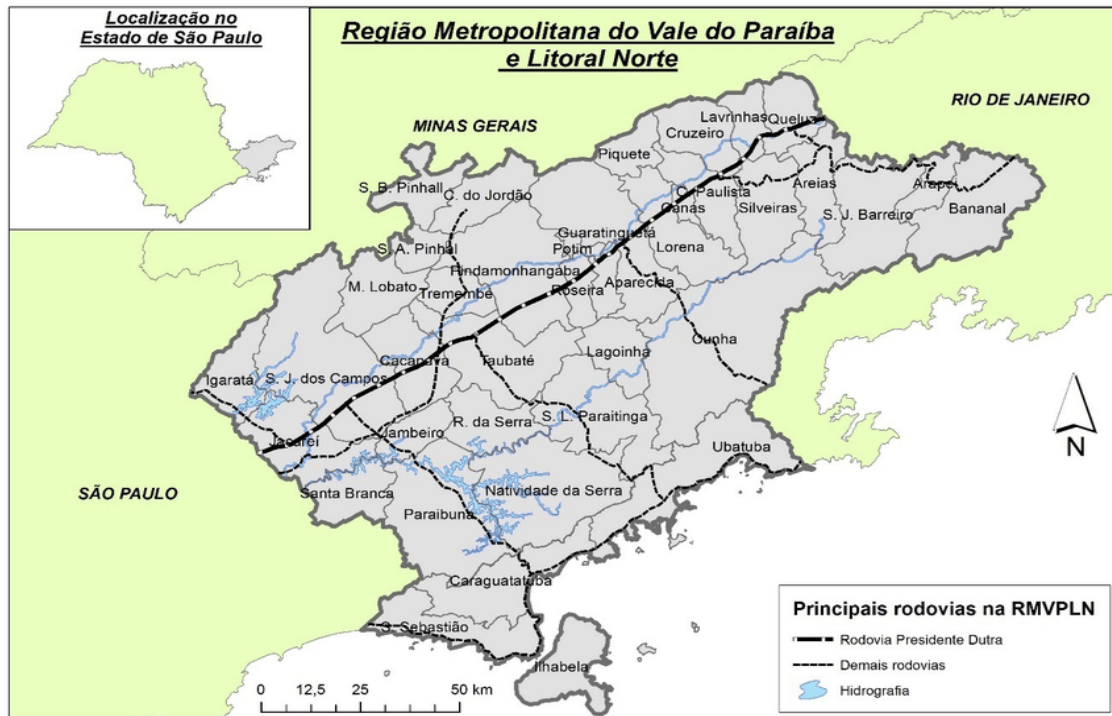 Localização no
Estado de São Paulo
Região Metropolitana do Vale do Paraíba
e Litoral Norte
RIO DE JANEIRO
MINAS GERAIS
Lavrinhas
Queluz
Cruzeiro
Piquete
S. B. Pinhall
C. do Jordão
C. Paulista
Areias
Arapeí
Canas
Silveiras
Bananal
S. J. Barreiro
Guaratinguetá
S. A. Pinhal
Potim
Lorena
Pindamonhangaba
M. Lobato
Tremembé
Roseira
Aparecida
Cunha
Lagoinha
Caçapava
Taubaté
Igaratá
S. J. dos Campos
S. L. Paraitinga
R. da Serra
Jambeiro
Jacareí
Ubatuba
SÃO PAULO
Santa Branca
Natividade da Serra
Paraibuna
N
Caraguatatuba
S. Sebastião
Ilhabela
Principais rodovias na RMVPLN
Rodovia Presidente Dutra
Demais rodovias
Hidrografia
0 12,5 25 50 km